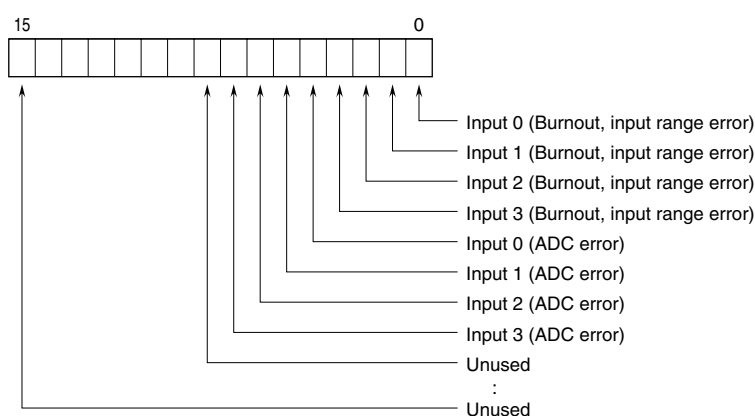 15 0
Input 0 (Burnout, input range error)
Input 1 (Burnout, input range error)
Input 2 (Burnout, input range error)
Input 3 (Burnout, input range error)
Input 0 (ADC error)
Input 1 (ADC error)
Input 2 (ADC error)
Input 3 (ADC error)
Unused
:
Unused